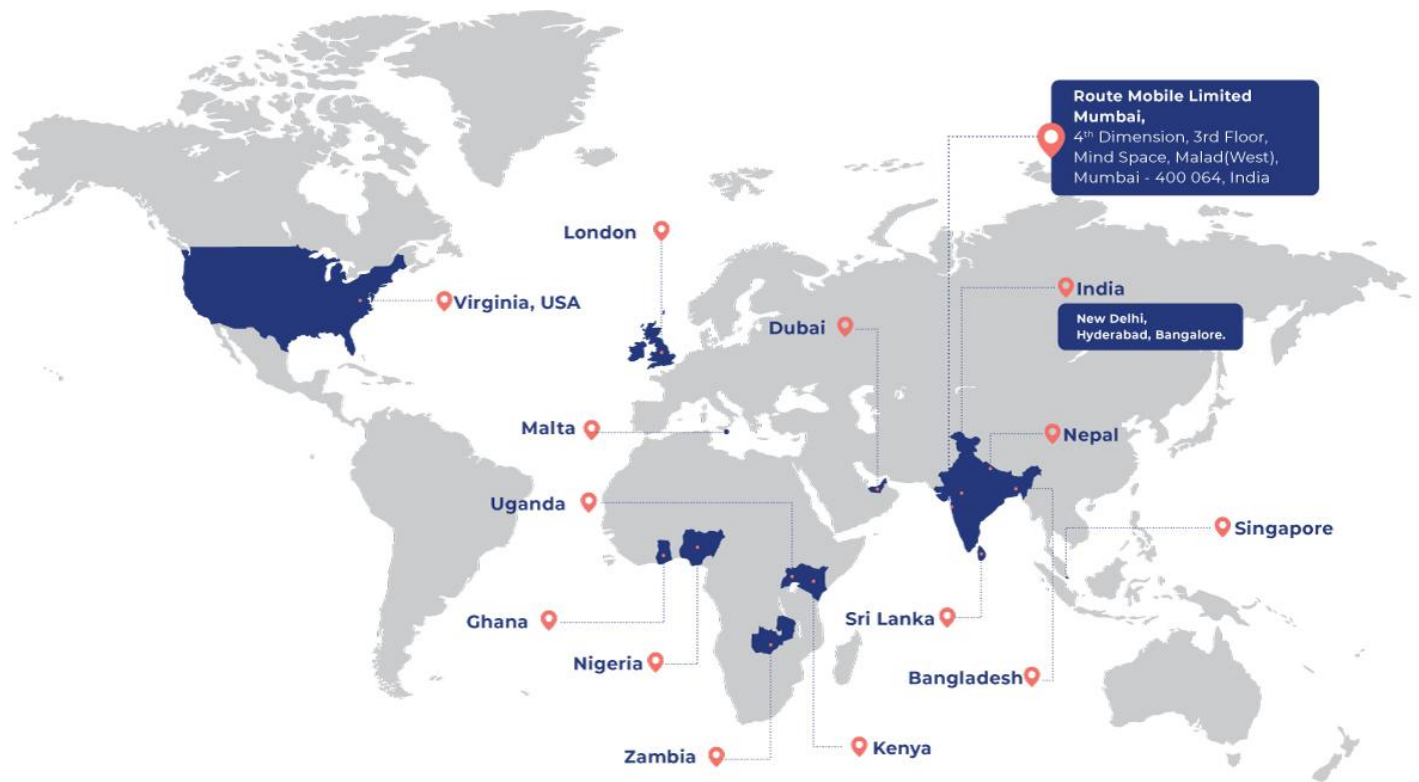 Route Mobile Limited
Mumbai,
4th Dimension, 3rd Floor,
Mind Space, Malad(West),
Mumbai - 400 064, India
London
Virginia, USA
India
New Delhi,
Hyderabad, Bangalore.
Dubai
Malta
Nepal
Uganda
Singapore
Ghana
Sri Lanka
Nigeria
Bangladesh
Zambia
Kenya